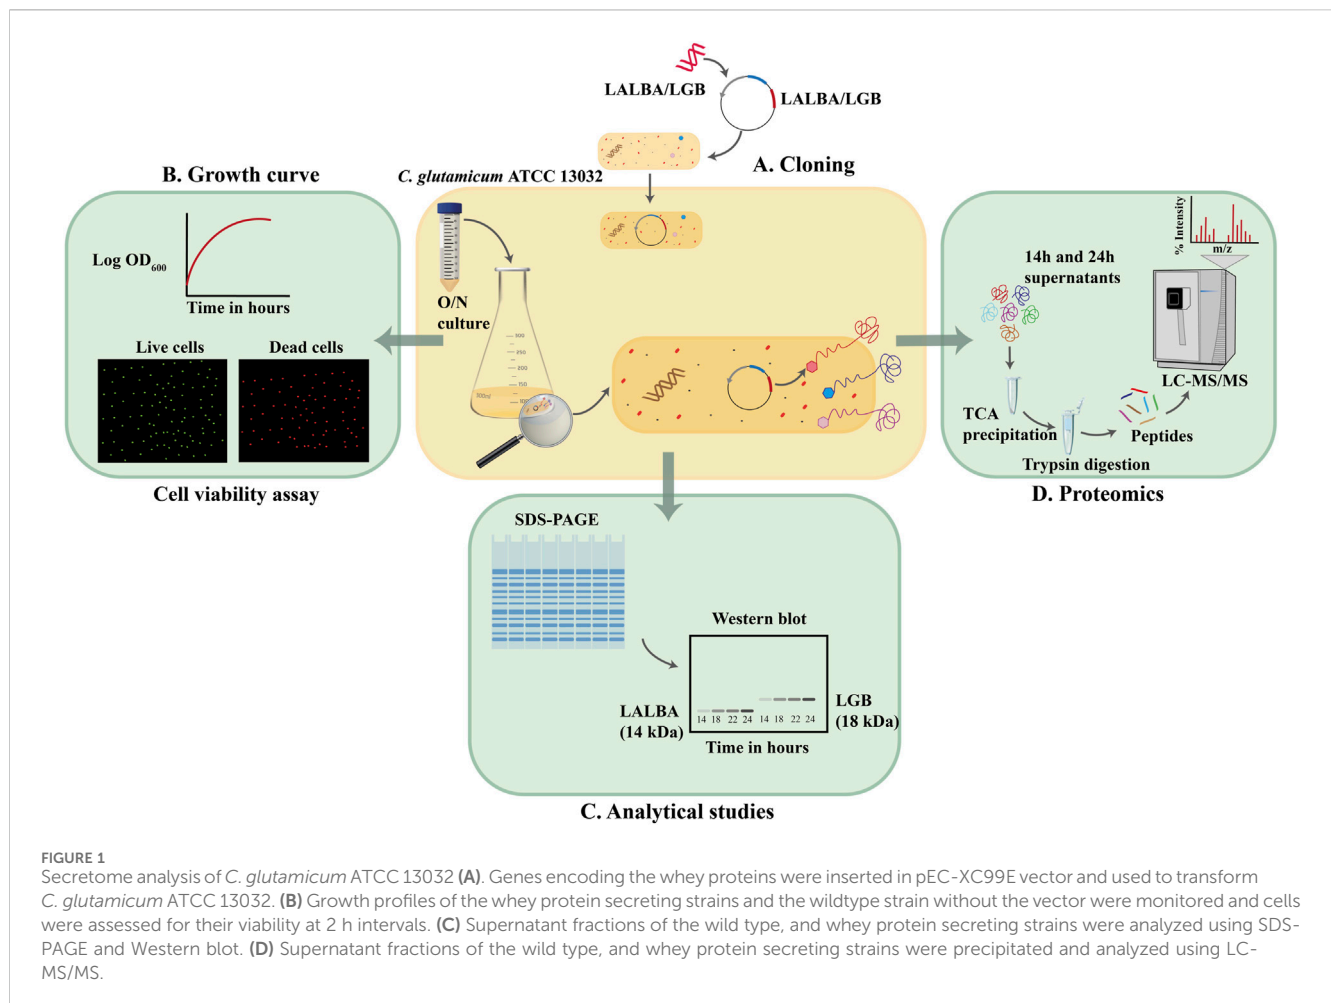 LALBA/LGB
LALBA/LGB
A. Cloning
C. glutamicum ATCC 13032
B. Growth curve
Log OD600
Time in hours
Live cells
Dead cells
Cell viability assay
O/N
culture
300
250
200
150
100
300ml
14h and 24h
supernatants
% Intensity
m/z
LC-MS/MS
TCA
precipitation
Trypsin digestion
Peptides
D. Proteomics
SDS-PAGE
Western blot
LALBA
(14 kDa)
14 18 22 24
14 18 22 24
LGB
(18 kDa)
Time in hours
C. Analytical studies
FIGURE 1
Secretome analysis of C. glutamicum ATCC 13032 (A). Genes encoding the whey proteins were inserted in pEC-XC99E vector and used to transform
C. glutamicum ATCC 13032. (B) Growth profiles of the whey protein secreting strains and the wildtype strain without the vector were monitored and cells
were assessed for their viability at 2 h intervals. (C) Supernatant fractions of the wild type, and whey protein secreting strains were analyzed using SDS-
PAGE and Western blot. (D) Supernatant fractions of the wild type, and whey protein secreting strains were precipitated and analyzed using LC-
MS/MS.